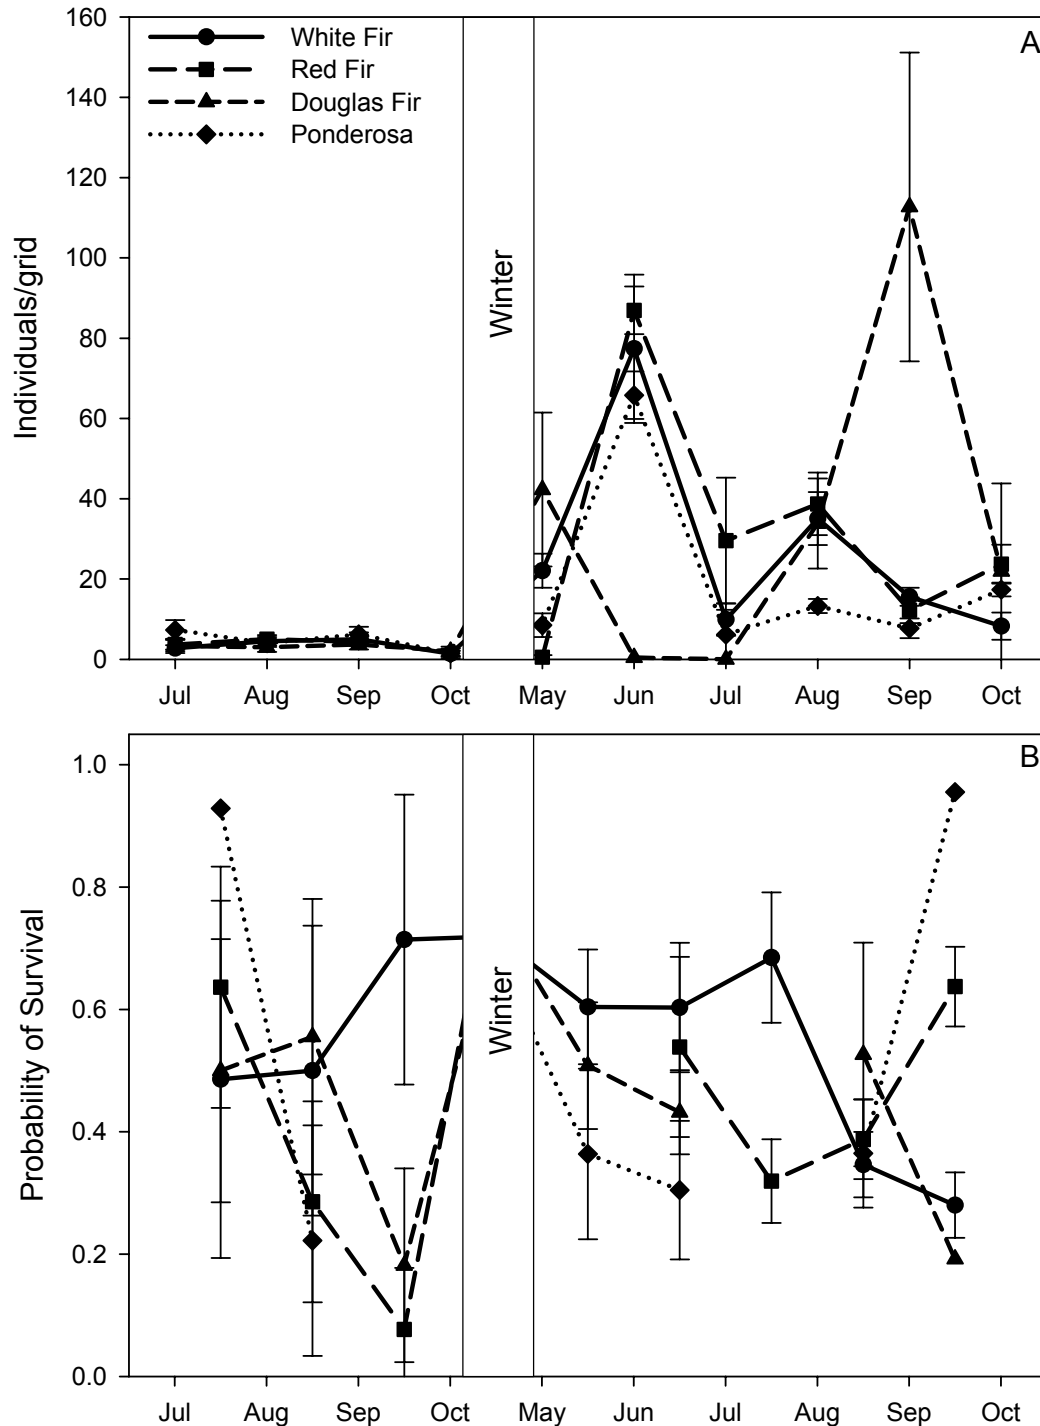 A
White Fir
Red Fir
Douglas Fir
Ponderosa
Individuals/grid
160
140
120
100
80
60
40
20
0
Winter
Jul Aug Sep Oct May Jun Jul Aug Sep Oct
B
Probability of Survival
1.0
0.8
0.6
0.4
0.2
0.0
Winter
Jul Aug Sep Oct May Jun Jul Aug Sep Oct